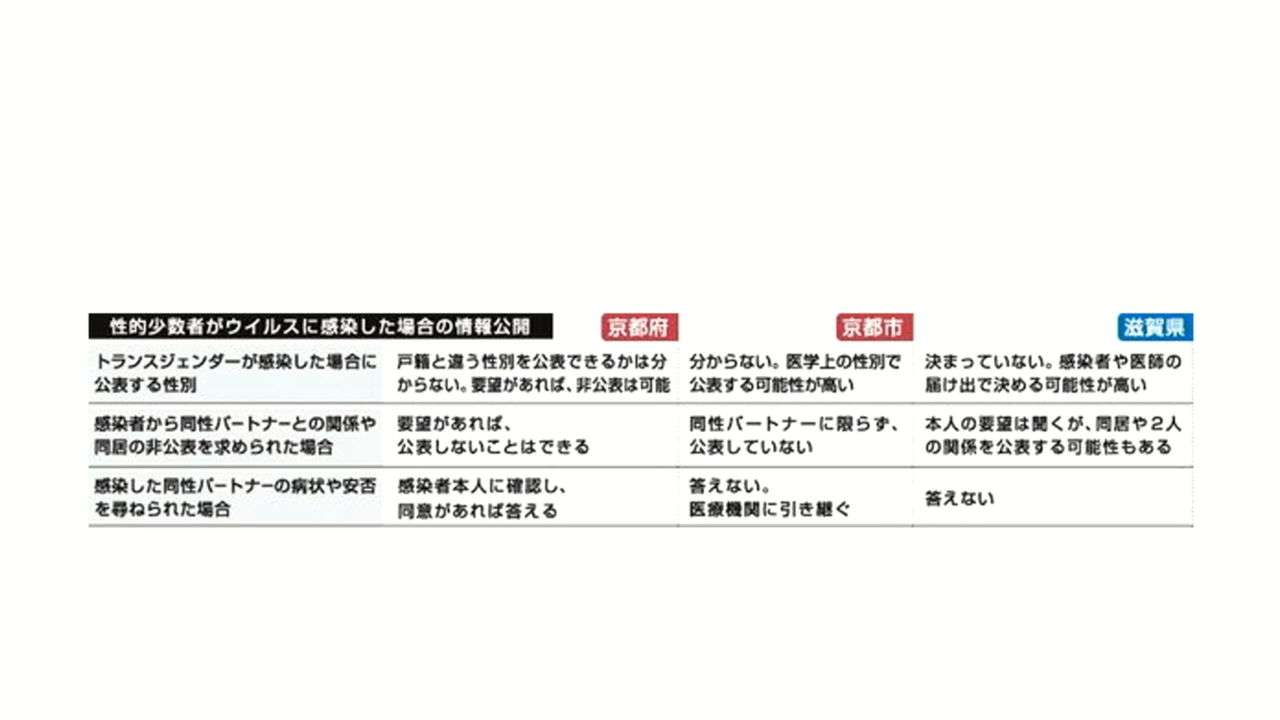 性的少数者がウイルスに感染した場合の情報公開
京都府
京都市
滋賀県
トランスジェンダーが感染した場合に
公表する性別
戸籍と違う性別を公表できるかは分
からない。要望があれば、非公表は可能
分からない。医学上の性別で
公表する可能性が高い
決まっていない。感染者や医師の
届け出で決める可能性が高い
感染者から同性パートナーとの関係や
同居の非公表を求められた場合
要望があれば、
公表しないことはできる
同性パートナーに限らず、
公表していない
本人の要望は聞くが、同居や2人
の関係を公表する可能性もある
感染した同性パートナーの病状や安否
を尋ねられた場合
感染者本人に確認し、
同意があれば答える
答えない。
医療機関に引き継ぐ
答えない